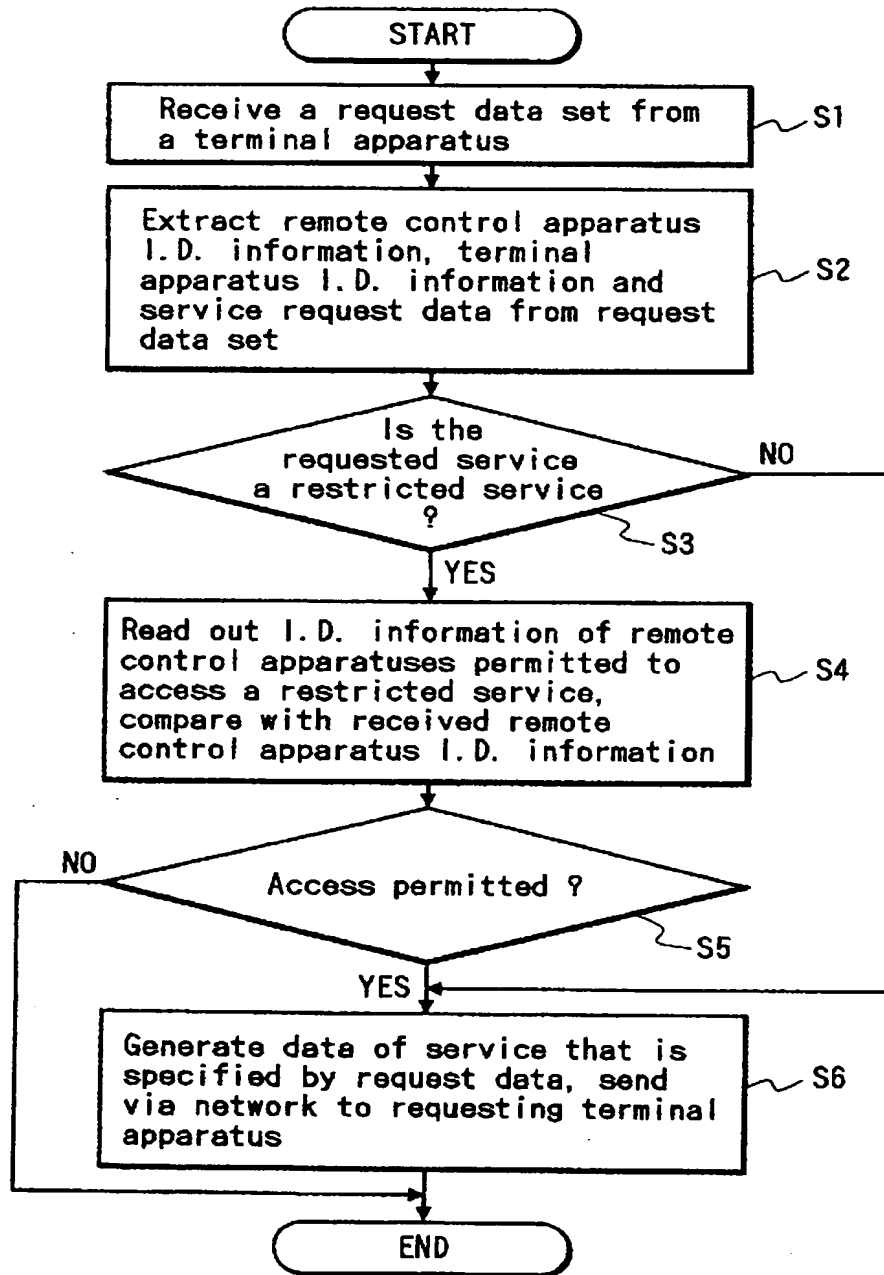 START
Receive a request data set from
a terminal apparatus
S1
Extract remote control apparatus
I.D. information, terminal
apparatus I.D. information and
service request data from request
data set
S2
Is the
requested service
a restricted service
?
NO
S3
YES
Read out I.D. information of remote
control apparatuses permitted to
access a restricted service,
compare with received remote
control apparatus I.D. information
S4
NO
Access permitted ?
S5
YES
Generate data of service that is
specified by request data, send
via network to requesting terminal
apparatus
S6
END